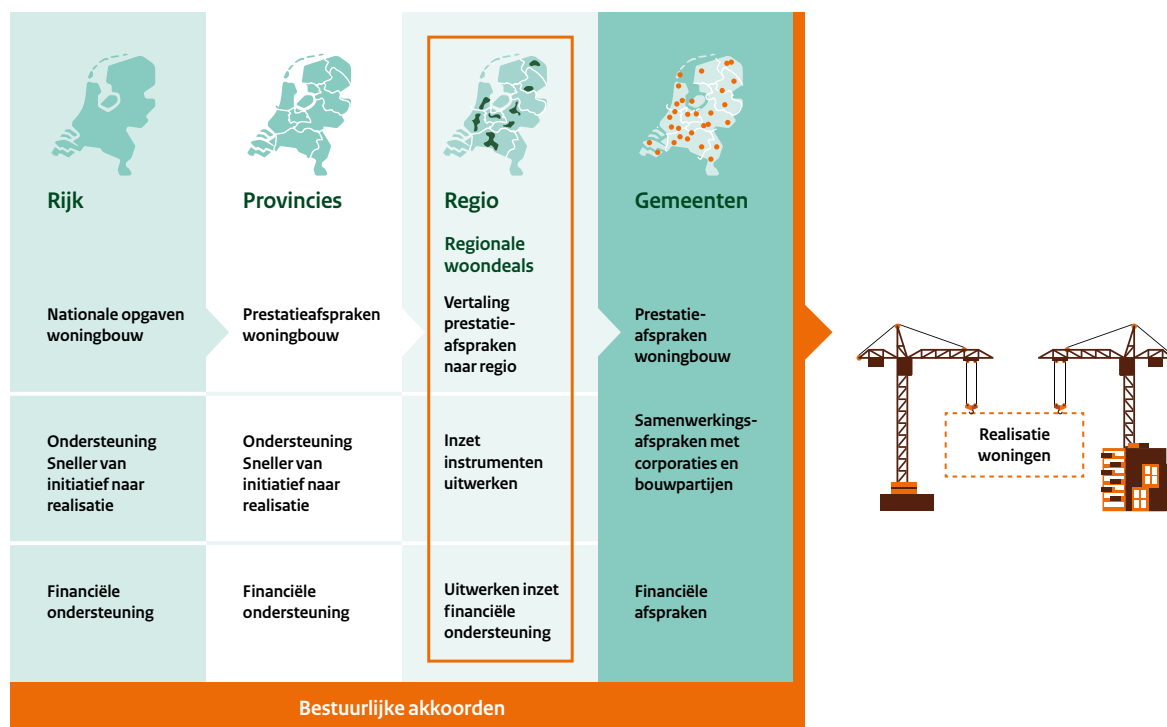 Rijk
Nationale opgaven
woningbouw
Ondersteuning
Sneller van
initiatief naar
realisatie
Financiële
ondersteuning
Provincies
Prestatieafspraken
woningbouw
Ondersteuning
Sneller van
initiatief naar
realisatie
Financiële
ondersteuning
Regio
Regionale
woondeals
Vertaling
prestatie-
afspraken
naar regio
Inzet
instrumenten
uitwerken
Uitwerken inzet
financiële
ondersteuning
Gemeenten
Prestatie-
afspraken
woningbouw
Samenwerkings-
afspraken met
corporaties en
bouwpartijen
Financiële
afspraken
Realisatie
woningen
Bestuurlijke akkoorden